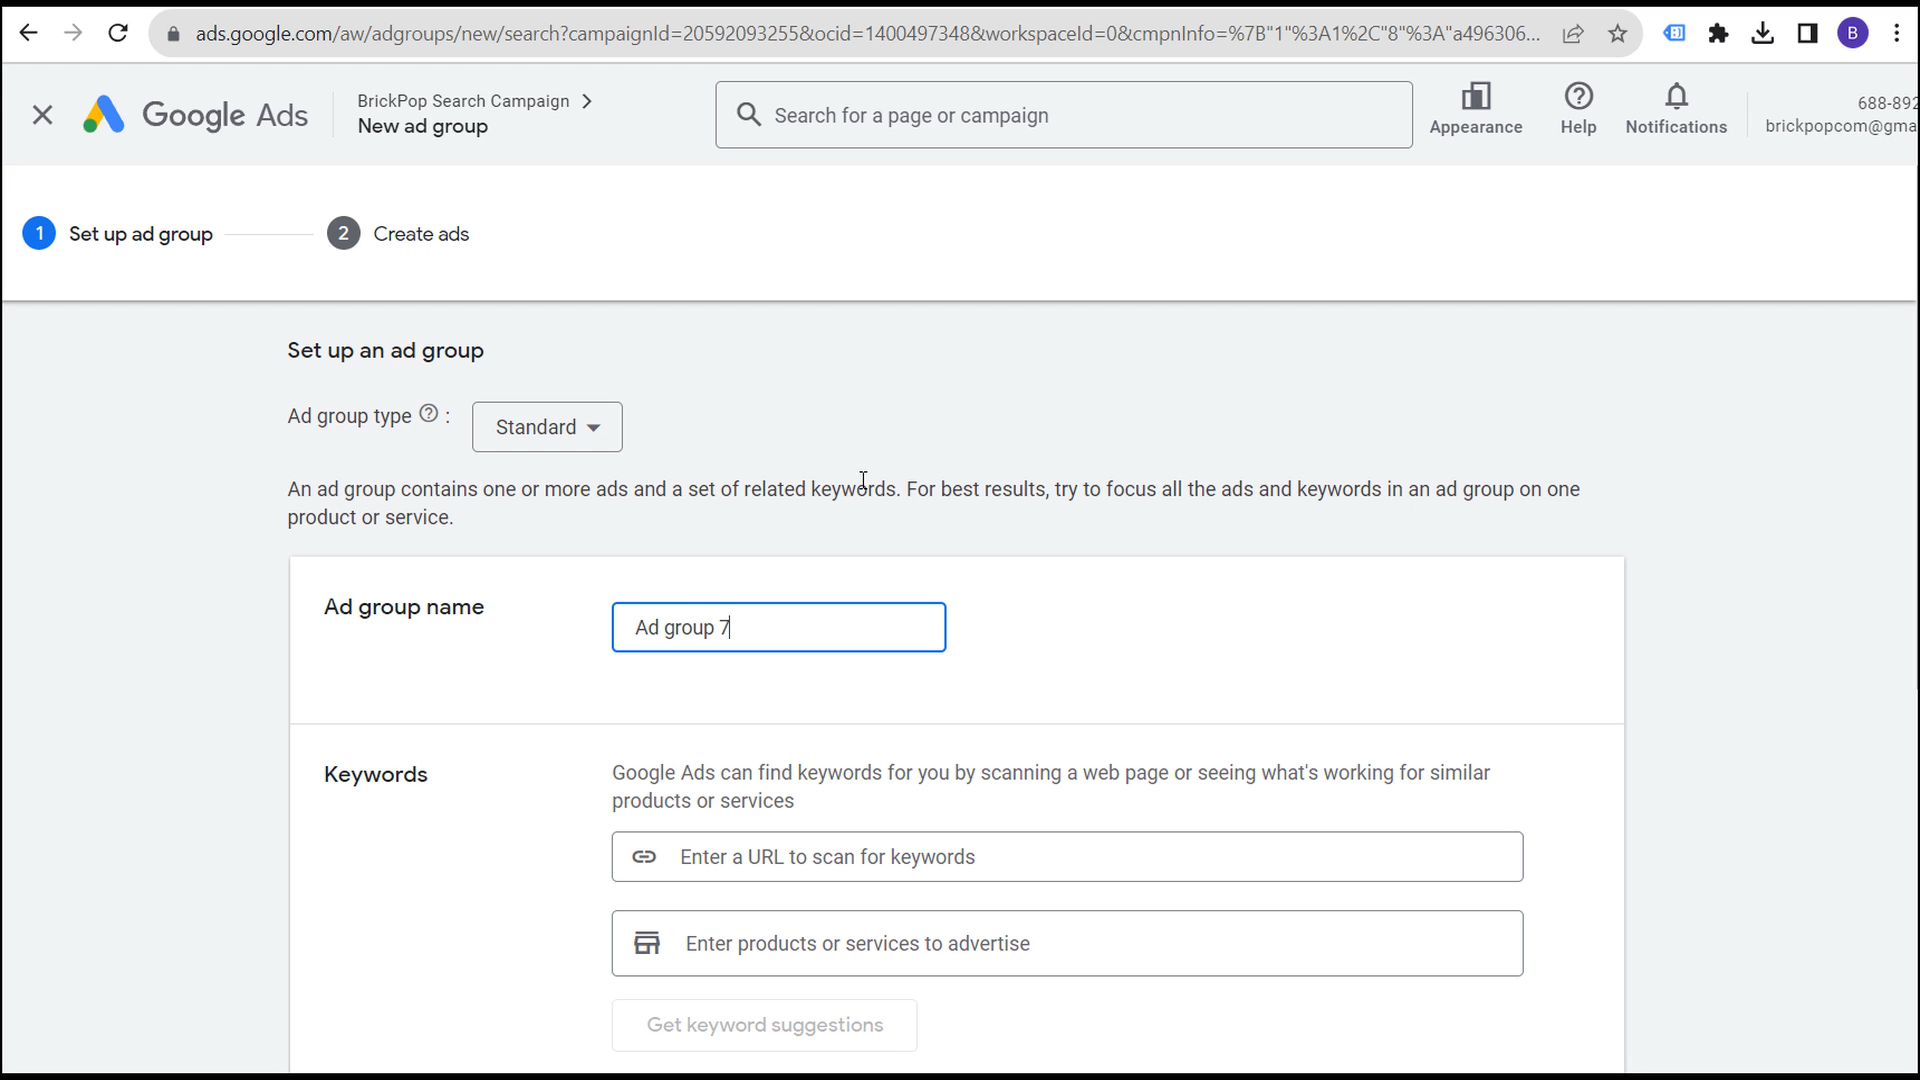 ads.google.com/aw/adgroups/new/search?campaignId=20592093255&ocid=1400497348&workspaceId=0&cmpnInfo=%7B"1"%3A1%2C"8"%3A"a496306...
B
Google Ads
BrickPop Search Campaign
New ad group
Search for a page or campaign
Appearance
Help
Notifications
688-892
brickpopcom@gma
1 Set up ad group
2 Create ads
Set up an ad group
Ad group type ? :
Standard
An ad group contains one or more ads and a set of related keywords. For best results, try to focus all the ads and keywords in an ad group on one
product or service.
Ad group name
Ad group 7
Keywords
Google Ads can find keywords for you by scanning a web page or seeing what's working for similar
products or services
Enter a URL to scan for keywords
Enter products or services to advertise
Get keyword suggestions